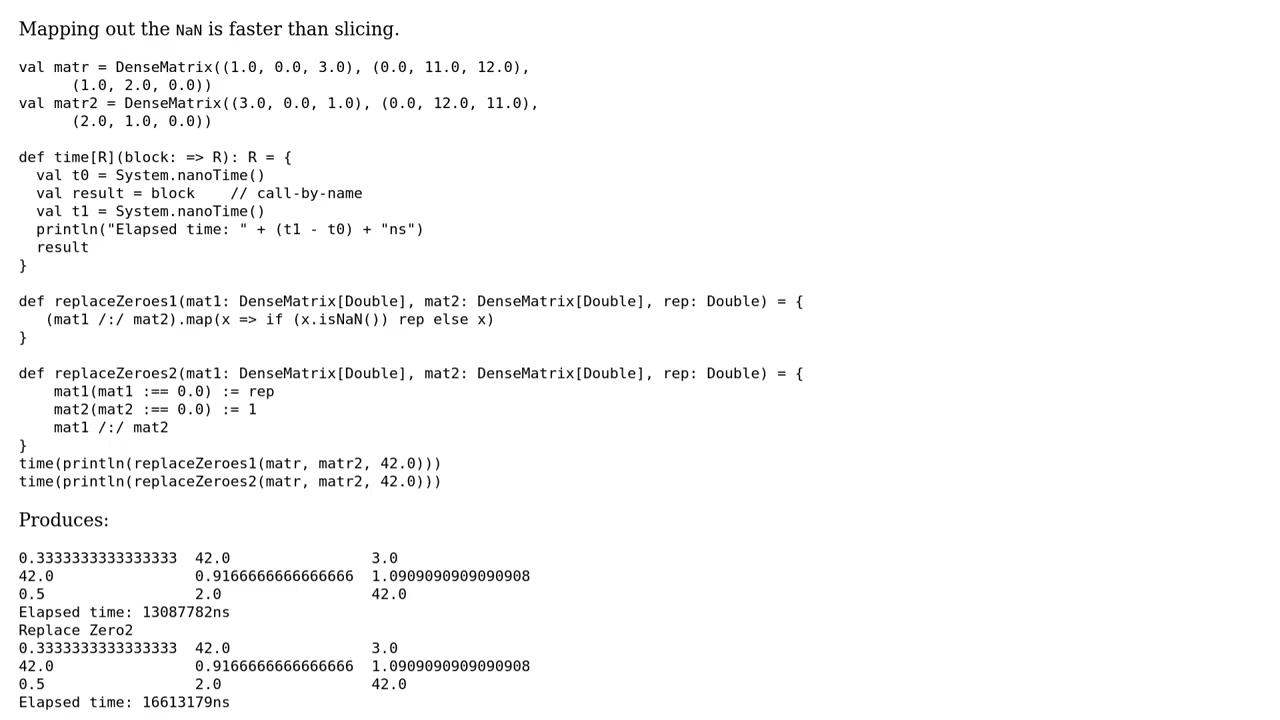 Mapping out the NaN is faster than slicing.
val matr = DenseMatrix((1.0, 0.0, 3.0), (0.0, 11.0, 12.0),
      (1.0, 2.0, 0.0))
val matr2 = DenseMatrix((3.0, 0.0, 1.0), (0.0, 12.0, 11.0),
      (2.0, 1.0, 0.0))

def time[R](block: => R): R = {
  val t0 = System.nanoTime()
  val result = block    // call-by-name
  val t1 = System.nanoTime()
  println("Elapsed time: " + (t1 - t0) + "ns")
  result
}

def replaceZeroes1(mat1: DenseMatrix[Double], mat2: DenseMatrix[Double], rep: Double) = {
   (mat1 /:/ mat2).map(x => if (x.isNaN()) rep else x)
}

def replaceZeroes2(mat1: DenseMatrix[Double], mat2: DenseMatrix[Double], rep: Double) = {
    mat1(mat1 :== 0.0) := rep
    mat2(mat2 :== 0.0) := 1
    mat1 /:/ mat2
}
time(println(replaceZeroes1(matr, matr2, 42.0)))
time(println(replaceZeroes2(matr, matr2, 42.0)))

Produces:

0.3333333333333333  42.0                3.0
42.0                0.9166666666666666  1.0909090909090908
0.5                 2.0                 42.0
Elapsed time: 13087782ns
Replace Zero2
0.3333333333333333  42.0                3.0
42.0                0.9166666666666666  1.0909090909090908
0.5                 2.0                 42.0
Elapsed time: 16613179ns